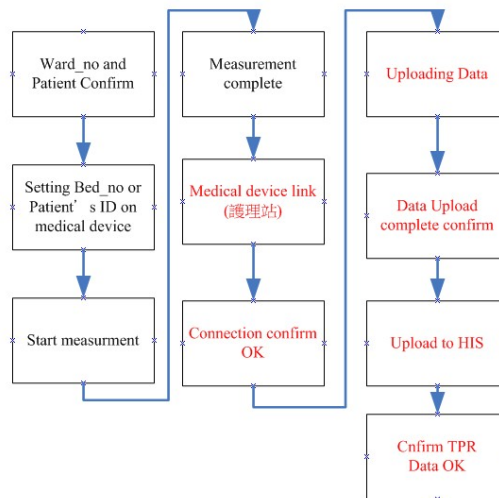 Ward_no and
Patient Confirm
Setting Bed_no or
Patient's ID on
medical device
Start measurment
Measurement
complete
Medical device link
(護理站)
Connection confirm
OK
Uploading Data
Data Upload
complete confirm
Upload to HIS
Cnfirm TPR
Data OK